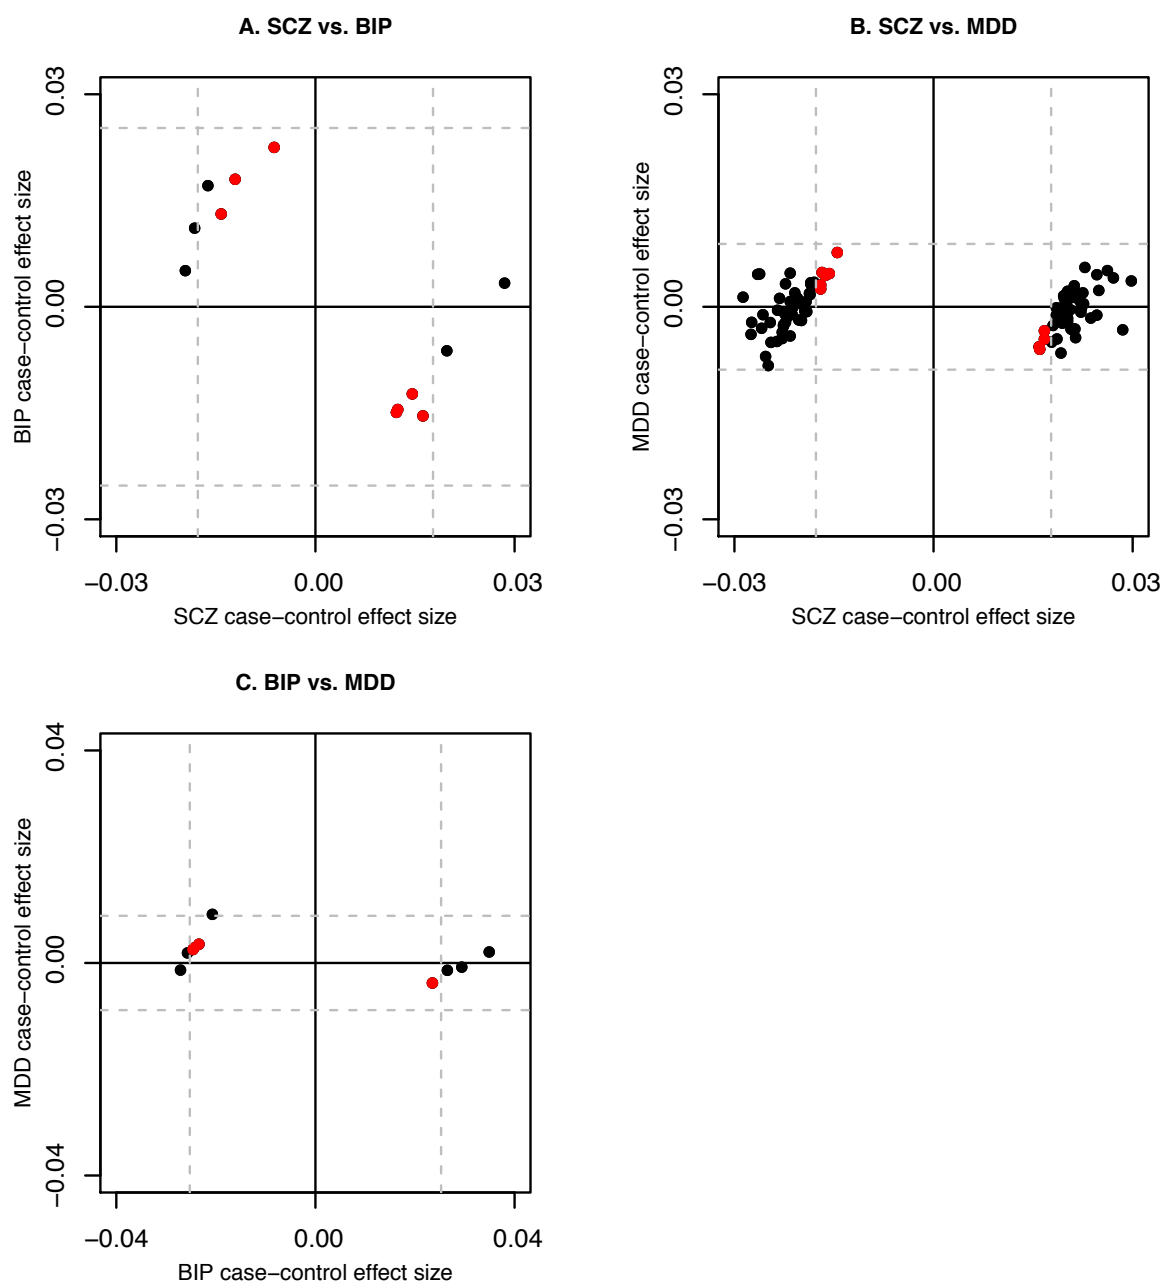 A. SCZ vs. BIP
BIP case−control effect size
0.03
0.00
−0.03
−0.03 0.00 0.03
SCZ case−control effect size
B. SCZ vs. MDD
MDD case−control effect size
0.03
0.00
−0.03
−0.03 0.00 0.03
SCZ case−control effect size
C. BIP vs. MDD
MDD case−control effect size
0.04
0.00
−0.04
−0.04 0.00 0.04
BIP case−control effect size